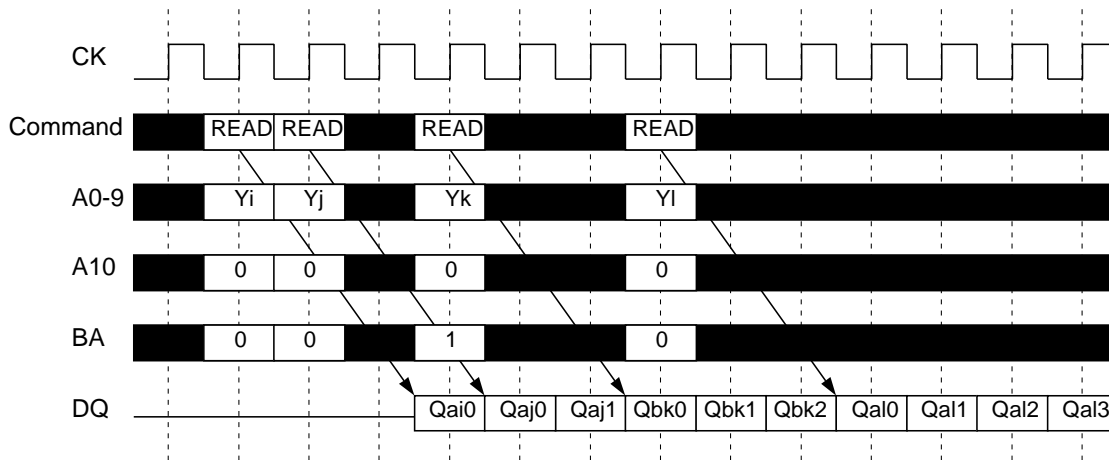 CK
Command READ READ READ READ
A0-9 Yi Yj Yk Yl
A10 0 0 0 0
BA 0 0 1 0
DQ Qai0 Qaj0 Qaj1 Qbk0 Qbk1 Qbk2 Qal0 Qal1 Qal2 Qal3